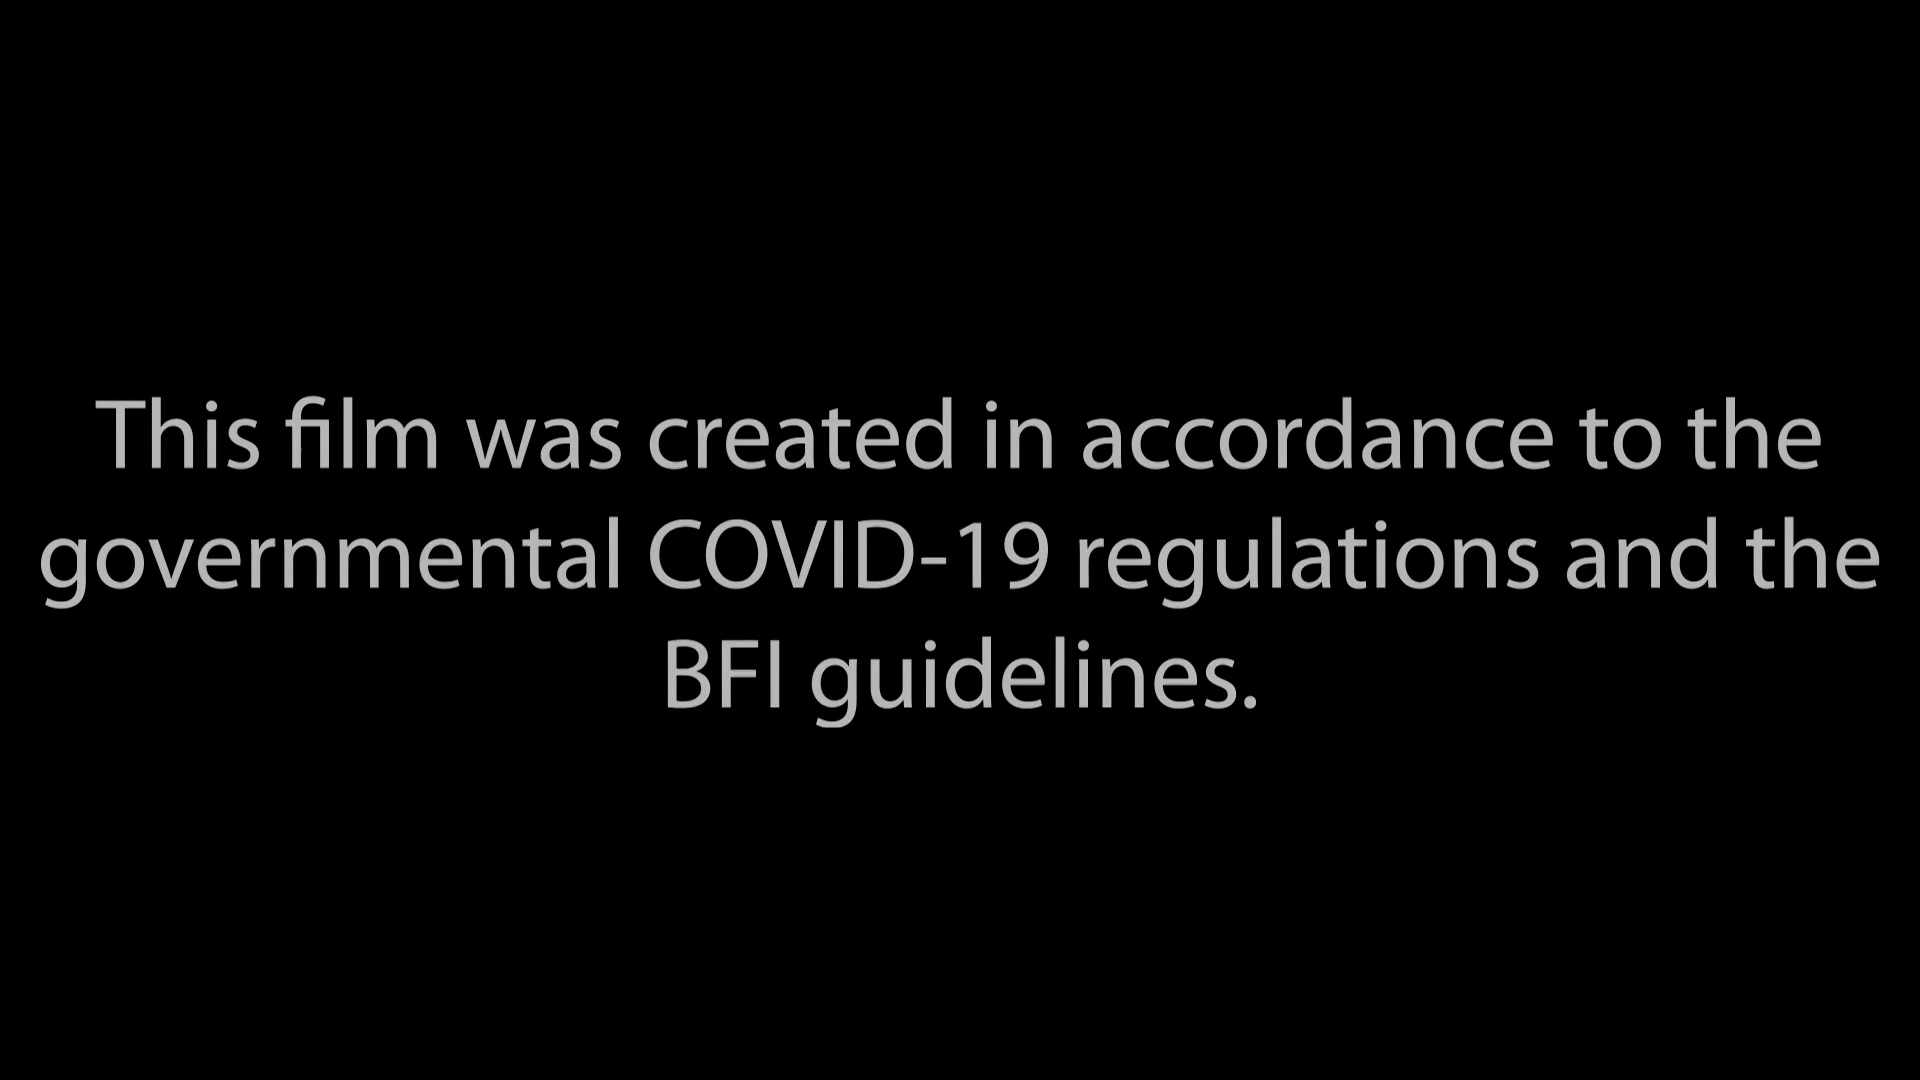 This film was created in accordance to the
governmental COVID-19 regulations and the
BFI guidelines.